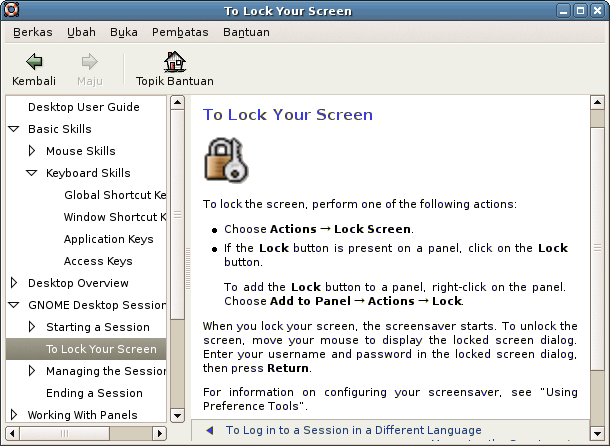 To Lock Your Screen
Berkas Ubah Buka Pembatas Bantuan
Kembali Maju Topik Bantuan
Desktop User Guide
Basic Skills
Mouse Skills
Keyboard Skills
Global Shortcut Ke
Window Shortcut K
Application Keys
Access Keys
Desktop Overview
GNOME Desktop Session
Starting a Session
To Lock Your Screen
Managing the Session
Ending a Session
Working With Panels
To Lock Your Screen
To lock the screen, perform one of the following actions:
Choose Actions → Lock Screen.
If the Lock button is present on a panel, click on the Lock
button.
To add the Lock button to a panel, right-click on the panel.
Choose Add to Panel → Actions → Lock.
When you lock your screen, the screensaver starts. To unlock the
screen, move your mouse to display the locked screen dialog.
Enter your username and password in the locked screen dialog,
then press Return.
For information on configuring your screensaver, see “Using
Preference Tools”.
To Log in to a Session in a Different Language